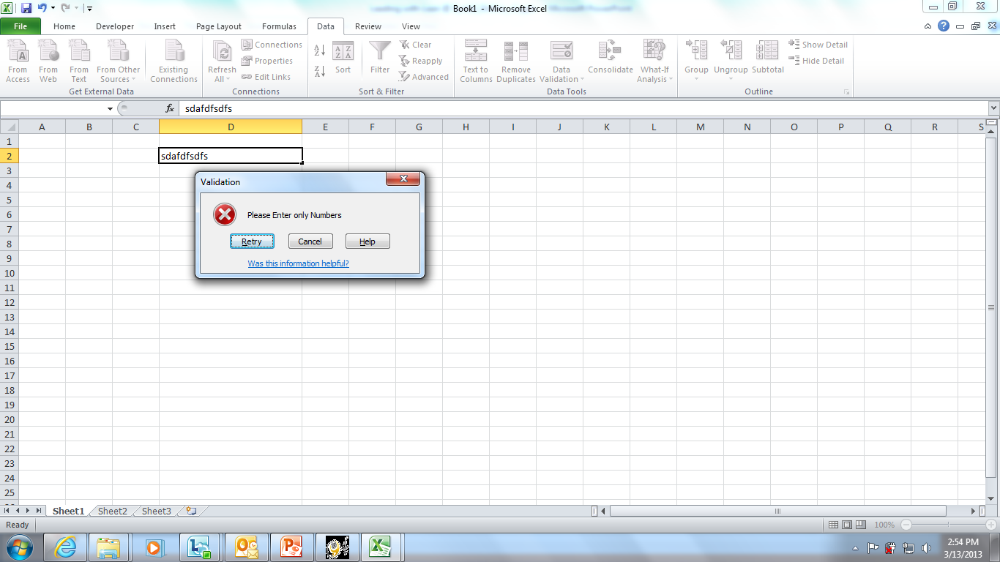 Book1 - Microsoft Excel
File Home Developer Insert Page Layout Formulas Data Review View
From Access
From Web
From Text
From Other Sources
Existing Connections
Get External Data
Refresh All
Connections
Properties
Edit Links
Connections
Sort
Filter
Clear
Reapply
Advanced
Sort & Filter
Text to Columns
Remove Duplicates
Data Validation
Consolidate
What-If Analysis
Data Tools
Group
Ungroup
Subtotal
Show Detail
Hide Detail
Outline
fx sdafdfsdfs
A B C D E F G H I J K L M N O P Q R S
1
2 sdafdfsdfs
3
4
5
6
7
8
9
10
11
12
13
14
15
16
17
18
19
20
21
22
23
24
25
Validation
Please Enter only Numbers
Retry Cancel Help
Was this information helpful?
Sheet1 Sheet2 Sheet3
Ready 100%
2:54 PM
3/13/2013